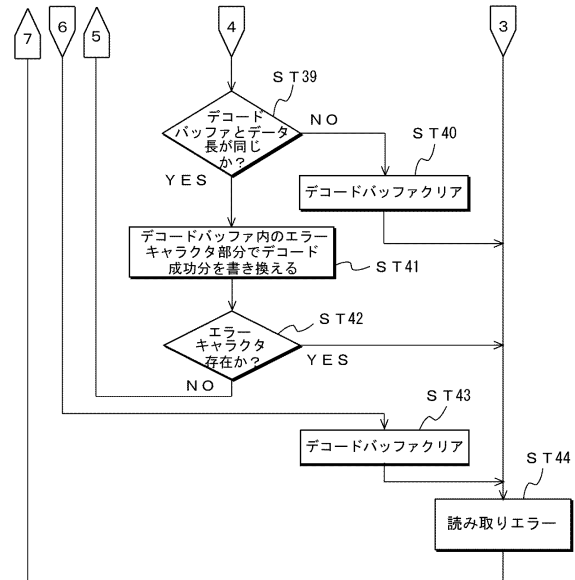 7
6
5
4
3
ST39
デコード
バッファとデータ
長が同じ
か?
NO
YES
ST40
デコードバッファクリア
デコードバッファ内のエラー
キャラクタ部分でデコード
成功分を書き換える
ST41
ST42
エラー
キャラクタ
存在か?
YES
NO
ST43
デコードバッファクリア
ST44
読み取りエラー